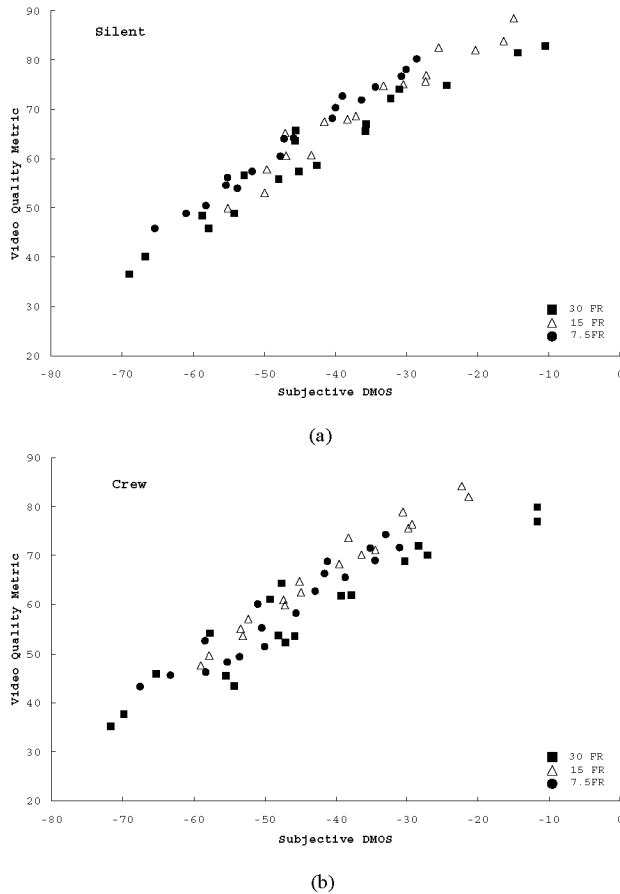 90
Silent
80
70
60
50
40
30
20
Video Quality Metric
30 FR
15 FR
7.5FR
-80 -70 -60 -50 -40 -30 -20 -10 0
Subjective DMOS
(a)
90
Crew
80
70
60
50
40
30
20
Video Quality Metric
30 FR
15 FR
7.5FR
-80 -70 -60 -50 -40 -30 -20 -10 0
Subjective DMOS
(b)